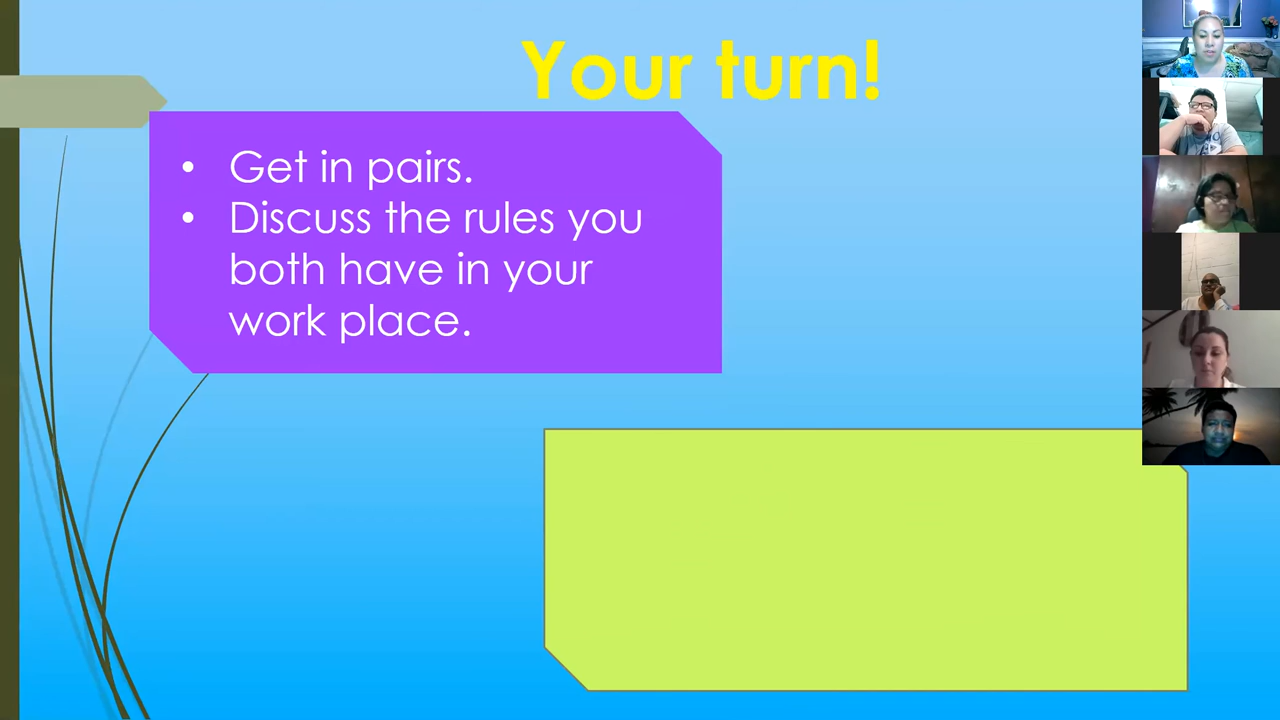 Your turn!
• Get in pairs.
• Discuss the rules you
both have in your
work place.